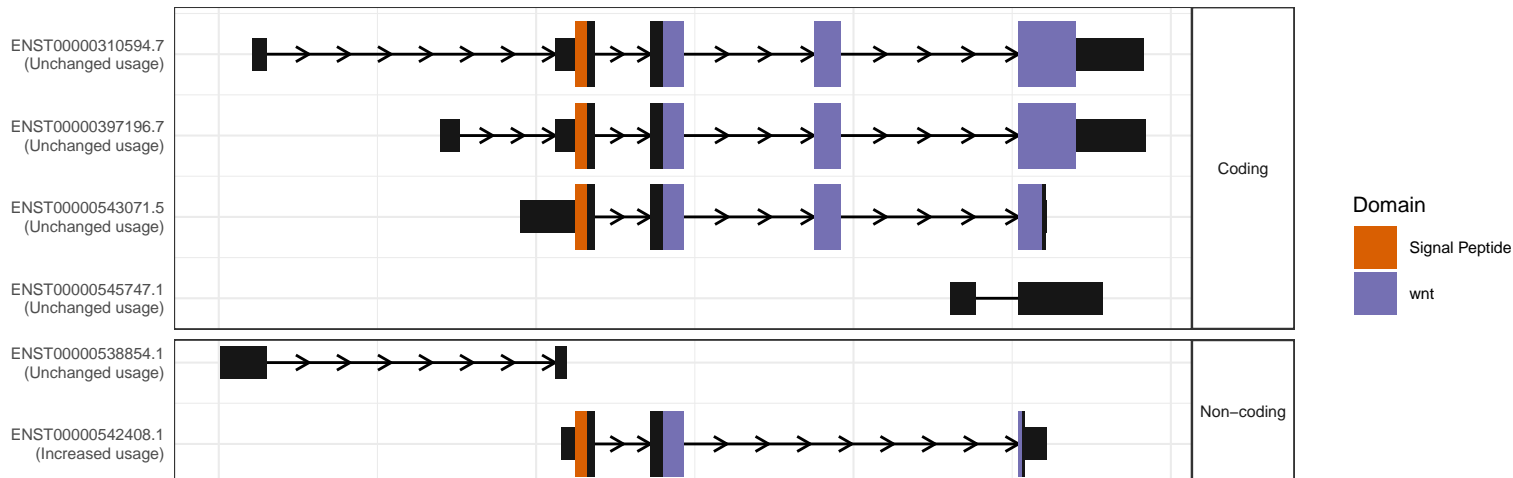 ENST00000310594.7
(Unchanged usage)
ENST00000397196.7
(Unchanged usage)
ENST00000543071.5
(Unchanged usage)
ENST00000545747.1
(Unchanged usage)
Coding
ENST00000538854.1
(Unchanged usage)
ENST00000542408.1
(Increased usage)
Non−coding
Domain
Signal Peptide
wnt